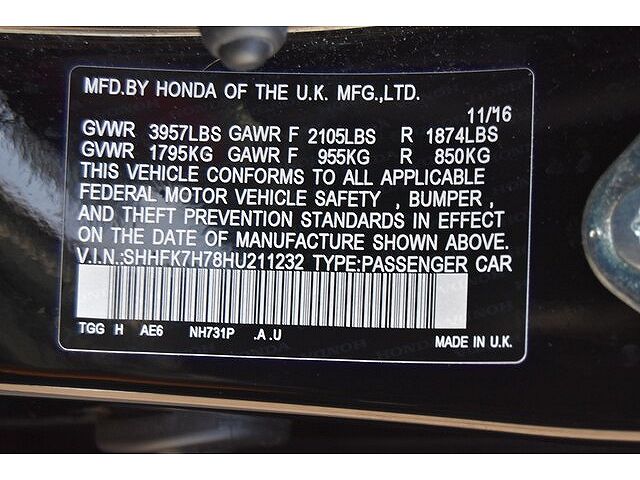 MFD.BY HONDA OF THE U.K. MFG.,LTD.
11/16
GVWR 3957LBS GAWR F 2105LBS R 1874LBS
GVWR 1795KG GAWR F 955KG R 850KG
THIS VEHICLE CONFORMS TO ALL APPLICABLE
FEDERAL MOTOR VEHICLE SAFETY , BUMPER ,
AND THEFT PREVENTION STANDARDS IN EFFECT
ON THE DATE OF MANUFACTURE SHOWN ABOVE.
V.I.N.:SHHFK7H78HU211232 TYPE:PASSENGER CAR
TGG H AE6 NH731P .A .U
MADE IN U.K.